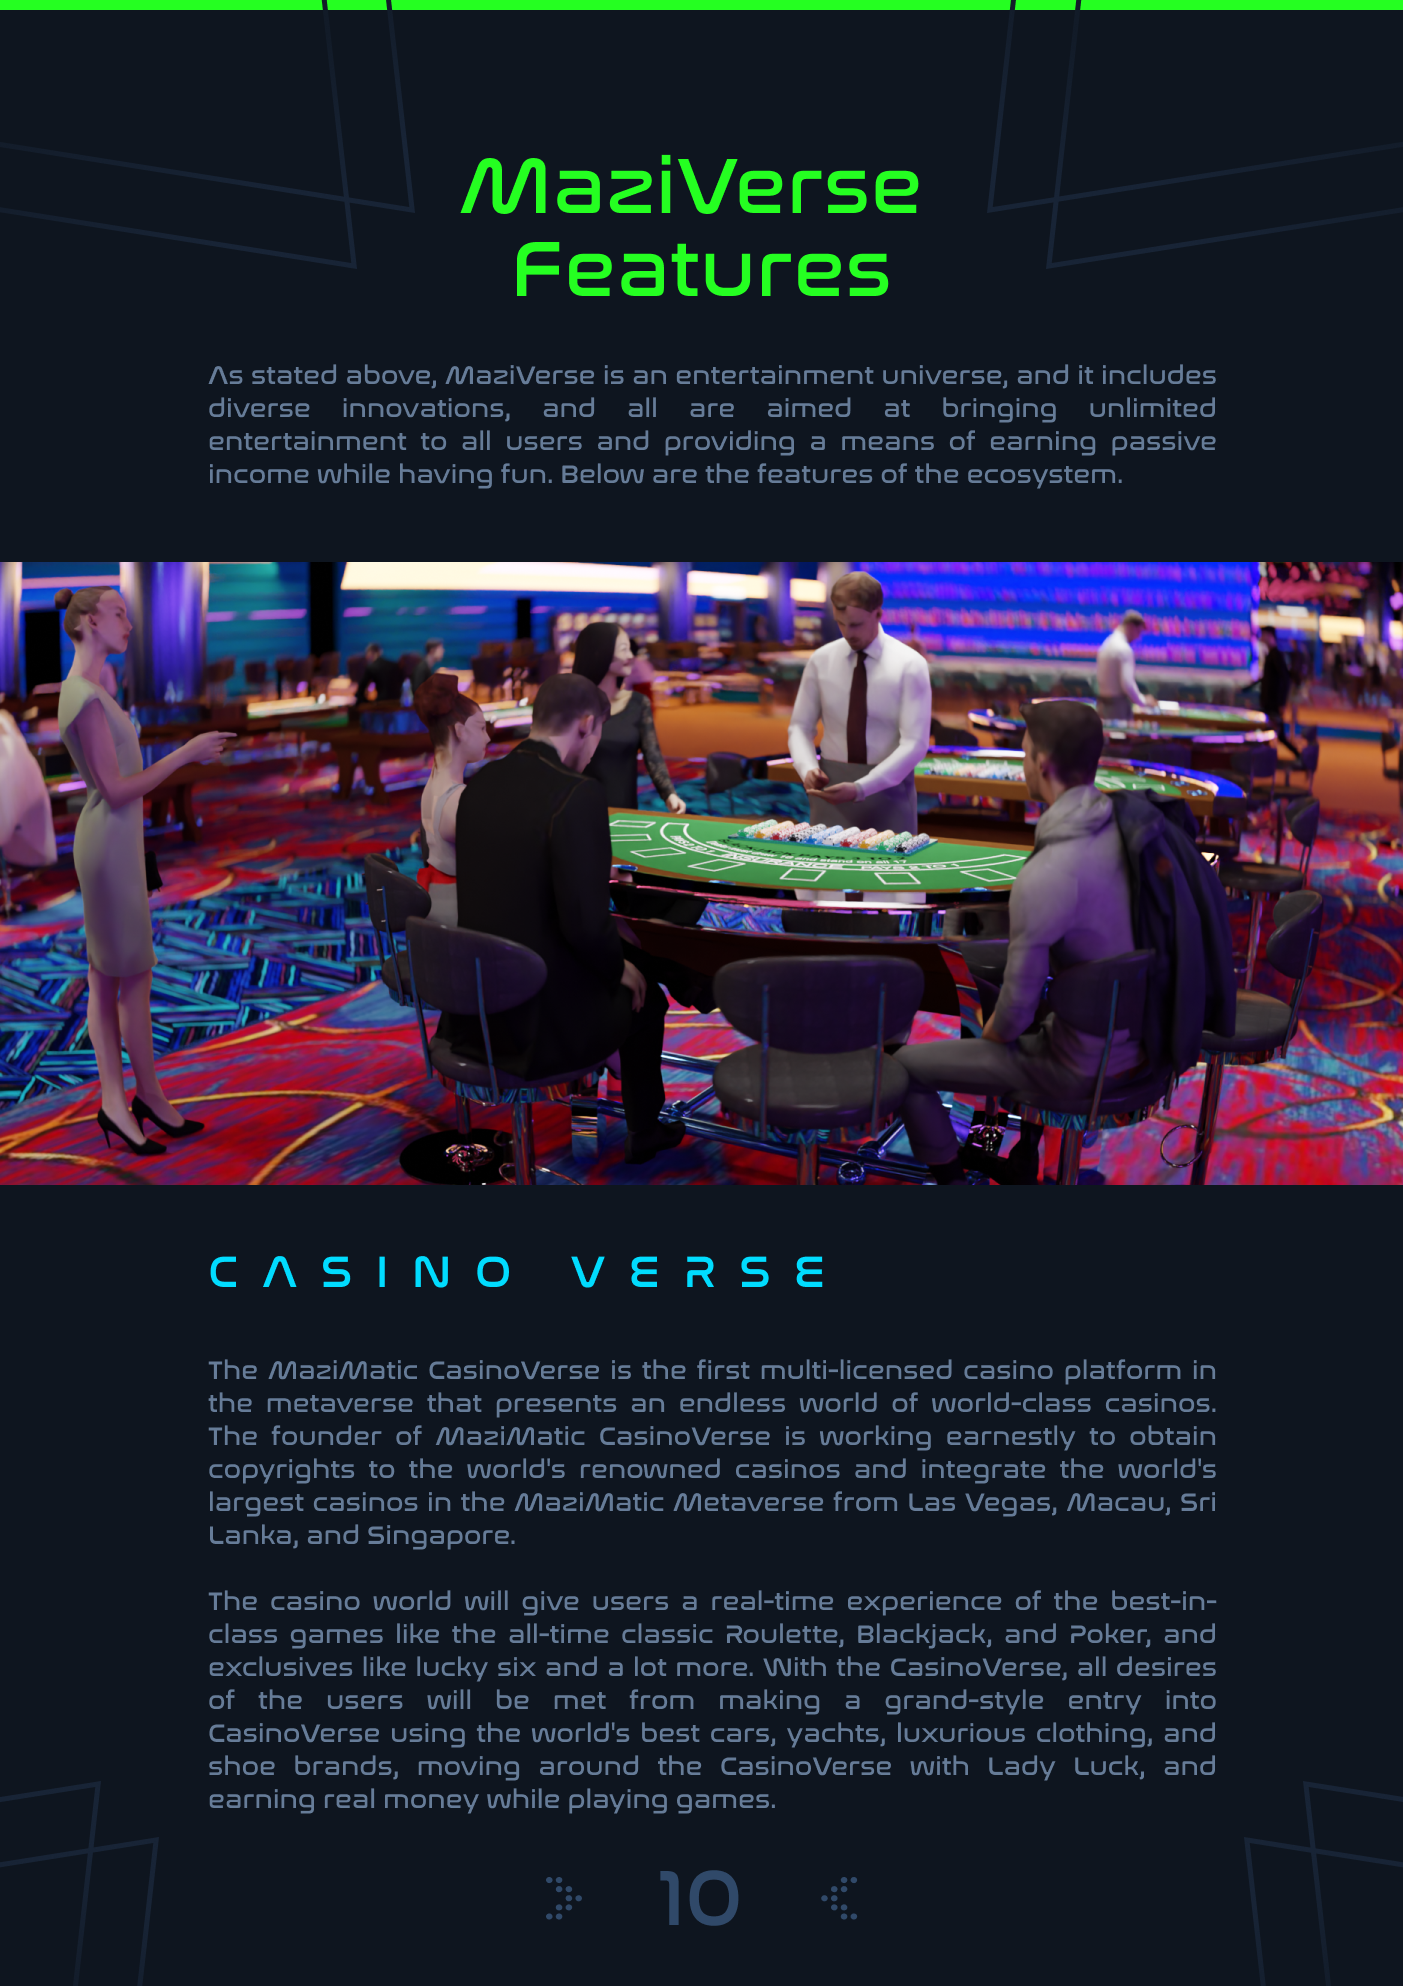 MaziVerse
Features
As stated above, MaziVerse is an entertainment universe, and it includes
diverse innovations, and all are aimed at bringing unlimited
entertainment to all users and providing a means of earning passive
income while having fun. Below are the features of the ecosystem.
CASINO VERSE
The MaziMatic CasinoVerse is the first multi-licensed casino platform in
the metaverse that presents an endless world of world-class casinos.
The founder of MaziMatic CasinoVerse is working earnestly to obtain
copyrights to the world's renowned casinos and integrate the world's
largest casinos in the MaziMatic Metaverse from Las Vegas, Macau, Sri
Lanka, and Singapore.
The casino world will give users a real-time experience of the best-in-
class games like the all-time classic Roulette, Blackjack, and Poker, and
exclusives like lucky six and a lot more. With the CasinoVerse, all desires
of the users will be met from making a grand-style entry into
CasinoVerse using the world's best cars, yachts, luxurious clothing, and
shoe brands, moving around the CasinoVerse with Lady Luck, and
earning real money while playing games.
10